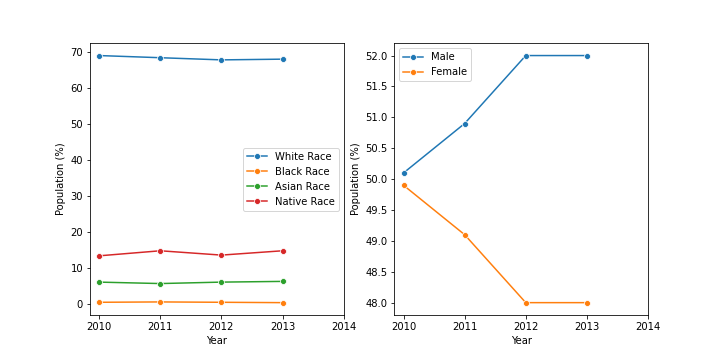 70
60
50
40
30
20
10
0
Population (%)
2010 2011 2012 2013 2014
Year
White Race
Black Race
Asian Race
Native Race
52.0
51.5
51.0
50.5
50.0
49.5
49.0
48.5
48.0
Population (%)
2010 2011 2012 2013 2014
Year
Male
Female